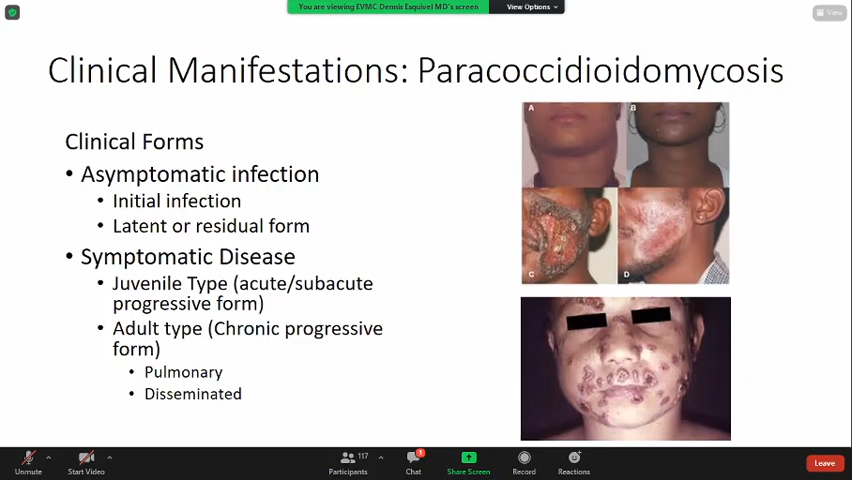 You are viewing EVMC Dennis Esquivel MD's screen
View Options
View
Clinical Manifestations: Paracoccidioidomycosis
Clinical Forms
• Asymptomatic infection
• Initial infection
• Latent or residual form
• Symptomatic Disease
• Juvenile Type (acute/subacute
progressive form)
• Adult type (Chronic progressive
form)
• Pulmonary
• Disseminated
A
B
C
D
117
1
Unmute
Start Video
Participants
Chat
Share Screen
Record
Reactions
Leave